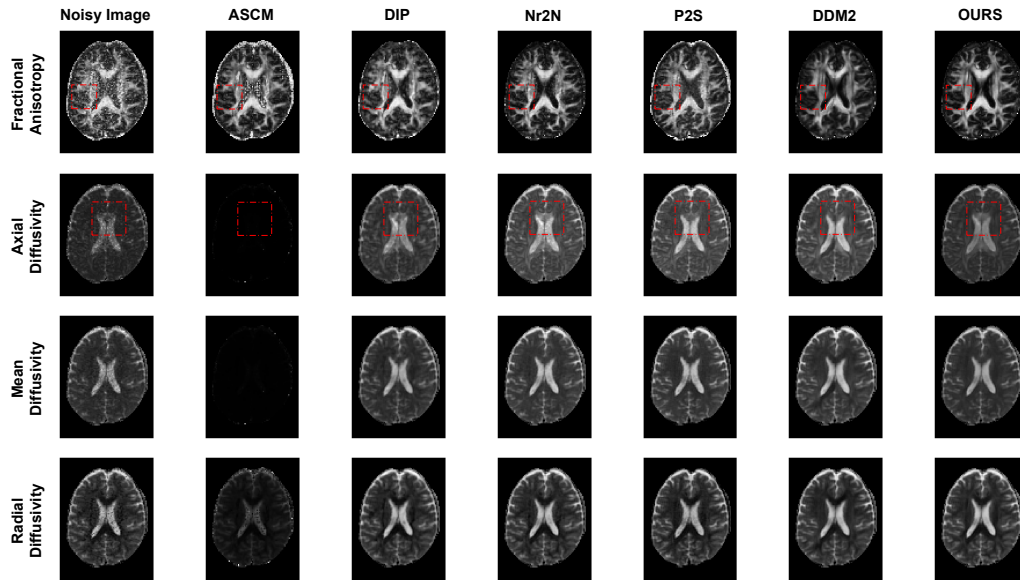 Noisy Image ASCM DIP Nr2N P2S DDM2 OURS
Fractional
Anisotropy
Axial
Diffusivity
Mean
Diffusivity
Radial
Diffusivity